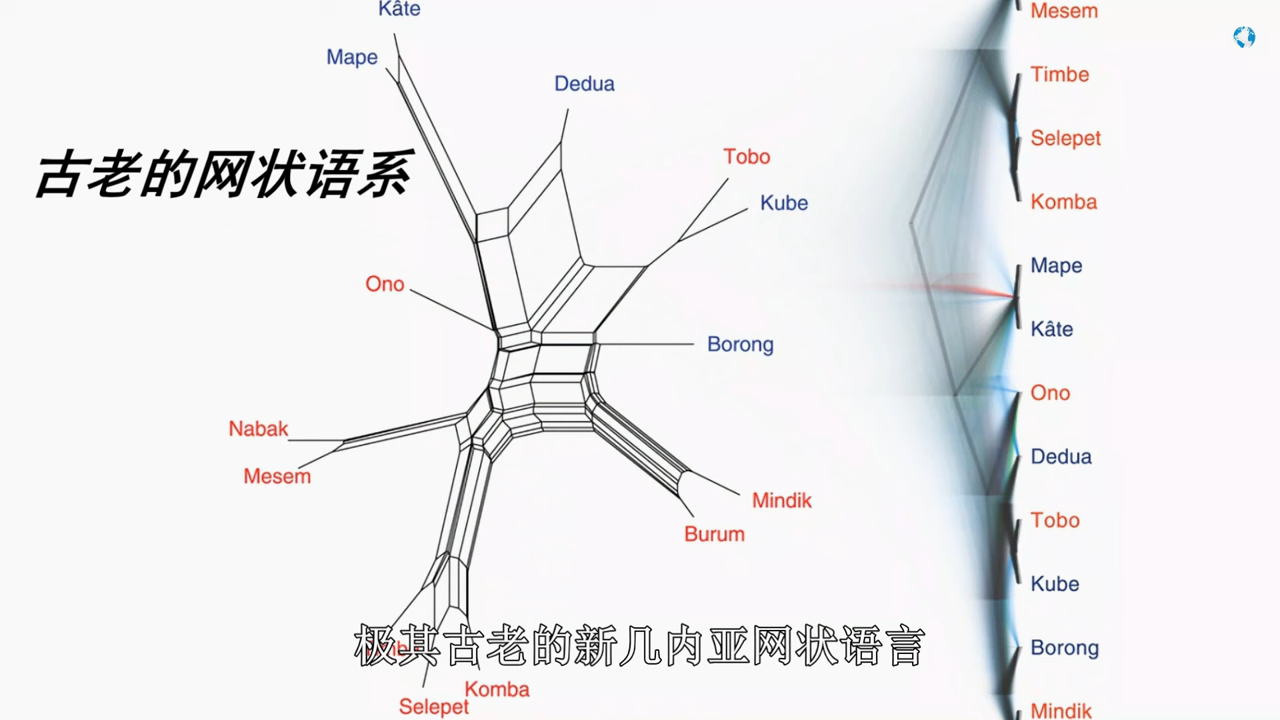 Kâte
Mape
Dedua
古老的网状语系
Tobo
Kube
Ono
Borong
Nabak
Mesem
Mindik
Burum
极其古老的新几内亚网状语言
Komba
Selepet
Mesem
Timbe
Selepet
Komba
Mape
Kâte
Ono
Dedua
Tobo
Kube
Borong
Mindik